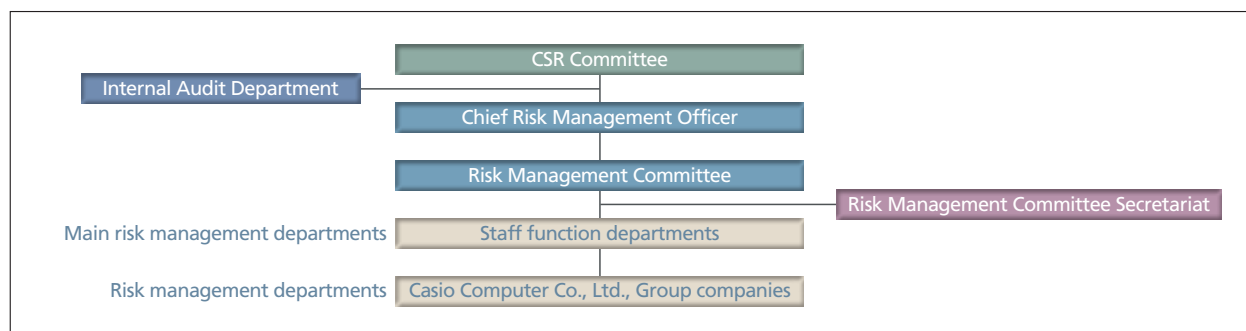 CSR Committee
Internal Audit Department
Chief Risk Management Officer
Risk Management Committee
Risk Management Committee Secretariat
Main risk management departments
Staff function departments
Risk management departments
Casio Computer Co., Ltd., Group companies